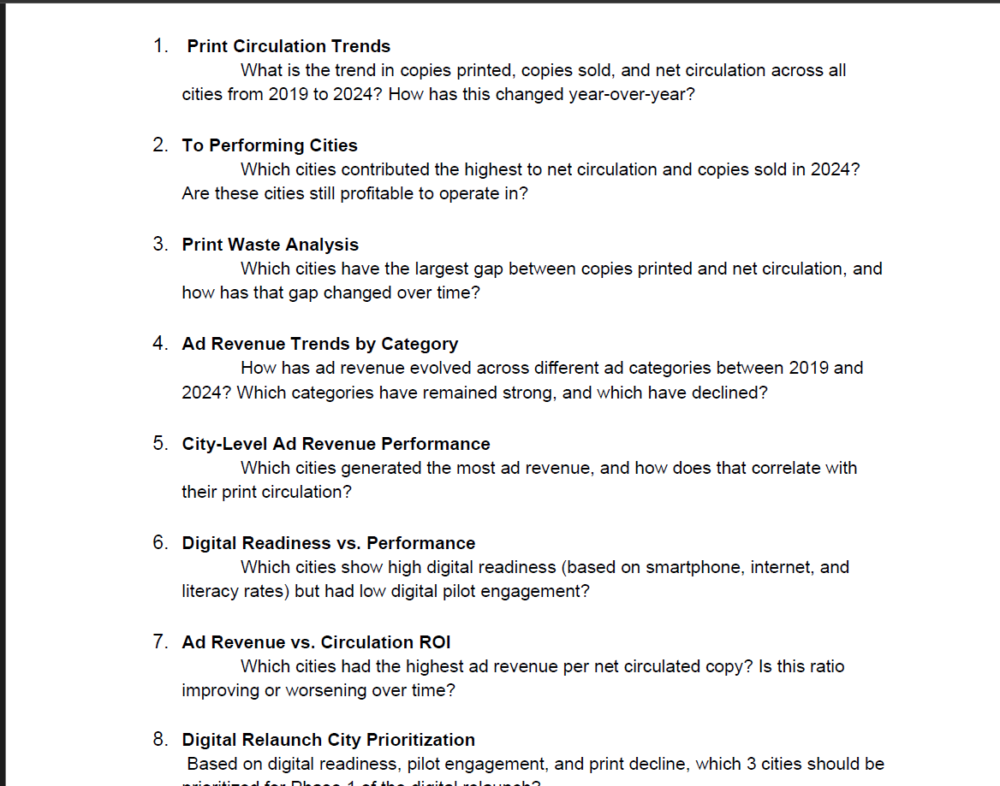 1. Print Circulation Trends
What is the trend in copies printed, copies sold, and net circulation across all
cities from 2019 to 2024? How has this changed year-over-year?
2. To Performing Cities
Which cities contributed the highest to net circulation and copies sold in 2024?
Are these cities still profitable to operate in?
3. Print Waste Analysis
Which cities have the largest gap between copies printed and net circulation, and
how has that gap changed over time?
4. Ad Revenue Trends by Category
How has ad revenue evolved across different ad categories between 2019 and
2024? Which categories have remained strong, and which have declined?
5. City-Level Ad Revenue Performance
Which cities generated the most ad revenue, and how does that correlate with
their print circulation?
6. Digital Readiness vs. Performance
Which cities show high digital readiness (based on smartphone, internet, and
literacy rates) but had low digital pilot engagement?
7. Ad Revenue vs. Circulation ROI
Which cities had the highest ad revenue per net circulated copy? Is this ratio
improving or worsening over time?
8. Digital Relaunch City Prioritization
Based on digital readiness, pilot engagement, and print decline, which 3 cities should be
prioritized for Phase 1 of the digital relaunch?